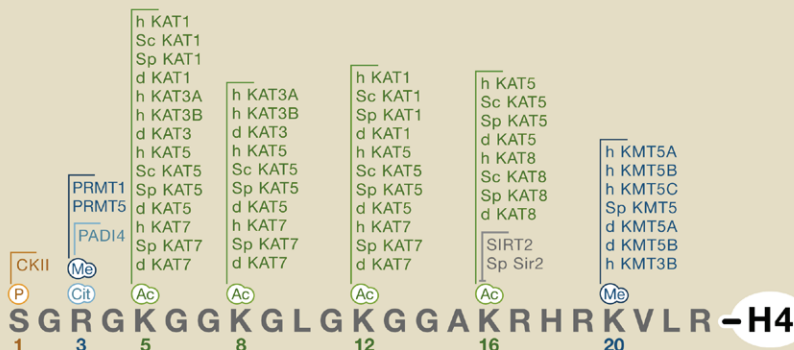 h KAT1
Sc KAT1
Sp KAT1
d KAT1
h KAT3A
h KAT3B
d KAT3
h KAT5
Sc KAT5
Sp KAT5
d KAT5
h KAT7
Sp KAT7
d KAT7
h KAT3A
h KAT3B
d KAT3
h KAT5
Sc KAT5
Sp KAT5
d KAT5
h KAT7
Sp KAT7
d KAT7
h KAT1
Sc KAT1
Sp KAT1
d KAT1
h KAT5
Sc KAT5
Sp KAT5
d KAT5
h KAT7
Sp KAT7
d KAT7
h KAT5
Sc KAT5
Sp KAT5
d KAT5
h KAT8
Sc KAT8
Sp KAT8
d KAT8
SIRT2
Sp Sir2
h KMT5A
h KMT5B
h KMT5C
Sp KMT5
d KMT5A
d KMT5B
h KMT3B
PRMT1
PRMT5
PADI4
CKII
Me
P Cit Ac Ac Ac Ac Me
S G R G K G G K G L G K G G A K R H R K V L R –H4
1 3 5 8 12 16 20